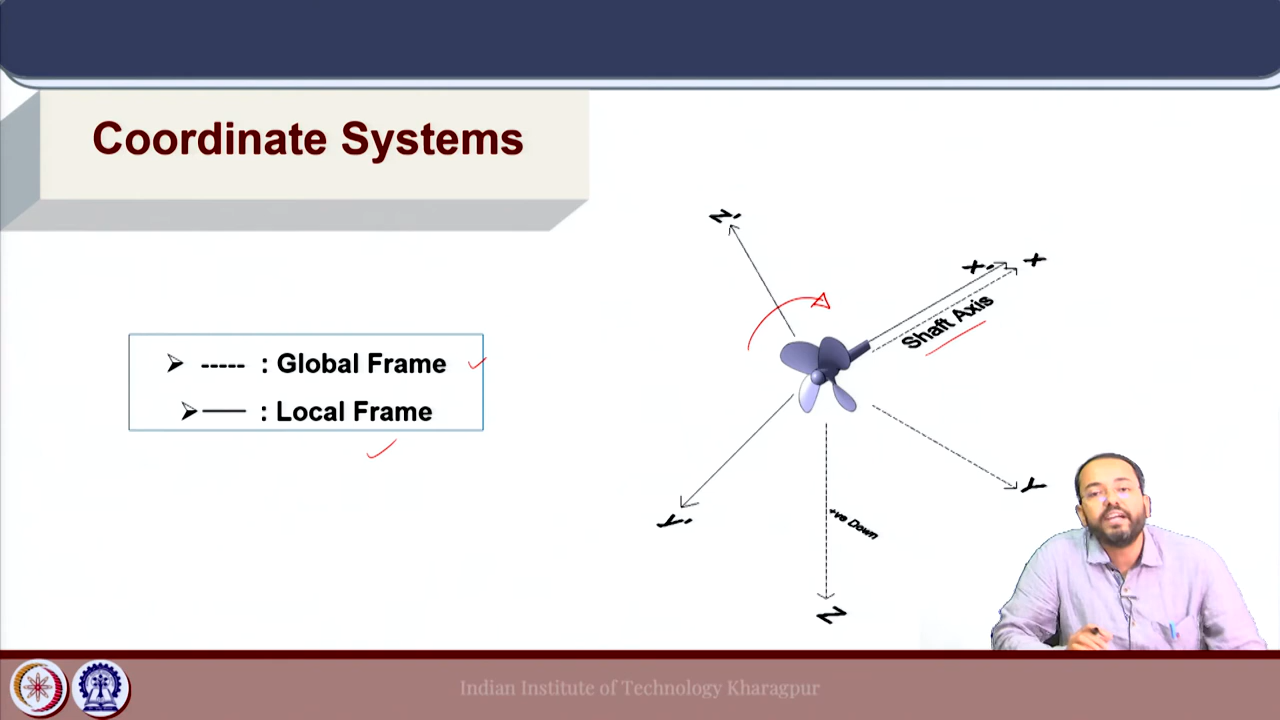 Coordinate Systems
Z'
X'
X
Shaft Axis
----- : Global Frame
: Local Frame
Y
Y'
+ve Down
Z
Indian Institute of Technology Kharagpur